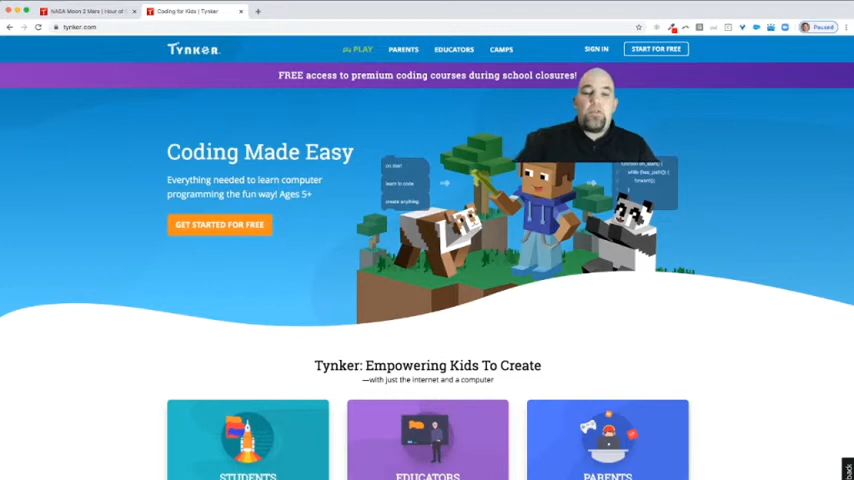 NASA Moon 2 Mars | Hour of C
Coding for Kids | Tynker
tynker.com
Paused
TYNKER
PLAY
PARENTS
EDUCATORS
CAMPS
SIGN IN
START FOR FREE
FREE access to premium coding courses during school closures!
Coding Made Easy
Everything needed to learn computer
programming the fun way! Ages 5+
GET STARTED FOR FREE
on start
learn to code
create anything
Tynker: Empowering Kids To Create
—with just the internet and a computer
STUDENTS
EDUCATORS
PARENTS